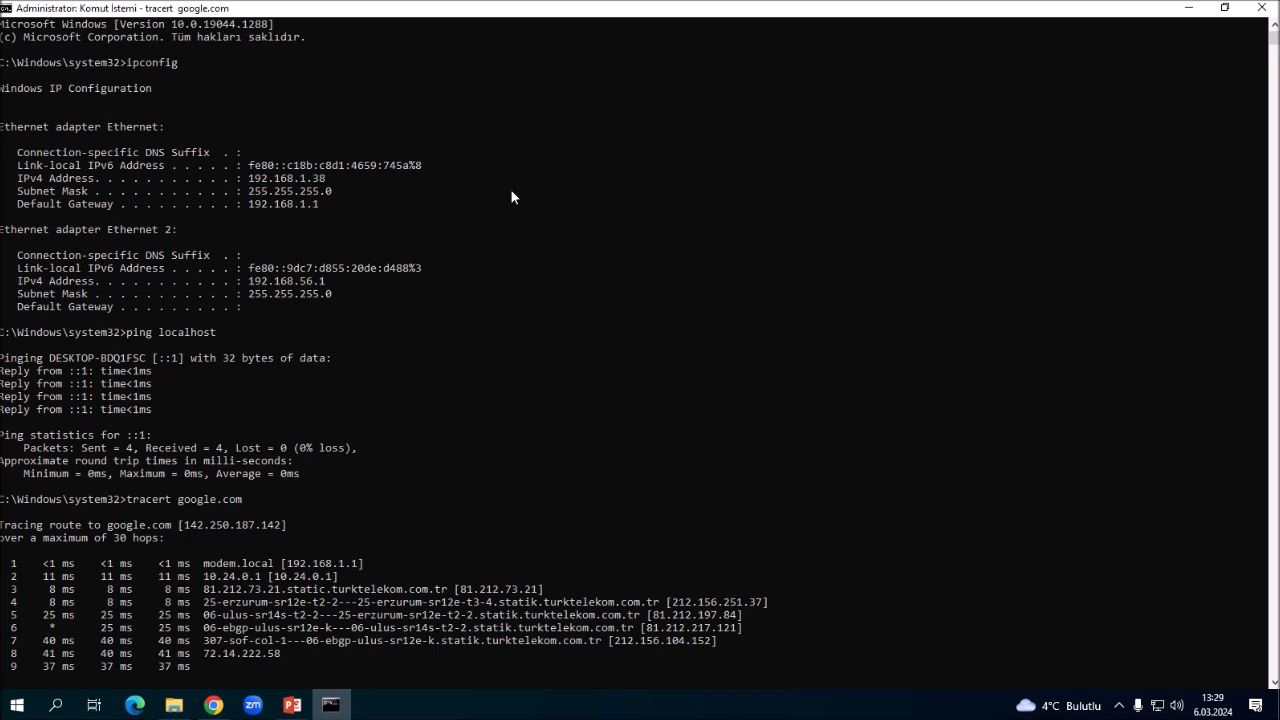 Administrator: Komut İstemi - tracert google.com
Microsoft Windows [Version 10.0.19044.1288]
(c) Microsoft Corporation. Tüm hakları saklıdır.
C:\Windows\system32>ipconfig
Windows IP Configuration
Ethernet adapter Ethernet:
Connection-specific DNS Suffix . :
Link-local IPv6 Address . . . . . : fe80::c18b:c8d1:4659:745a%8
IPv4 Address. . . . . . . . . . . : 192.168.1.38
Subnet Mask . . . . . . . . . . . : 255.255.255.0
Default Gateway . . . . . . . . . : 192.168.1.1
Ethernet adapter Ethernet 2:
Connection-specific DNS Suffix . :
Link-local IPv6 Address . . . . . : fe80::9dc7:d855:20de:d488%3
IPv4 Address. . . . . . . . . . . : 192.168.56.1
Subnet Mask . . . . . . . . . . . : 255.255.255.0
Default Gateway . . . . . . . . . :
C:\Windows\system32>ping localhost
Pinging DESKTOP-BDQ1FSC [::1] with 32 bytes of data:
Reply from ::1: time<1ms
Reply from ::1: time<1ms
Reply from ::1: time<1ms
Reply from ::1: time<1ms
Ping statistics for ::1:
Packets: Sent = 4, Received = 4, Lost = 0 (0% loss),
Approximate round trip times in milli-seconds:
Minimum = 0ms, Maximum = 0ms, Average = 0ms
C:\Windows\system32>tracert google.com
Tracing route to google.com [142.250.187.142]
over a maximum of 30 hops:
1 <1 ms <1 ms <1 ms modem.local [192.168.1.1]
2 11 ms 11 ms 11 ms 10.24.0.1 [10.24.0.1]
3 8 ms 8 ms 8 ms 81.212.73.21.static.turktelekom.com.tr [81.212.73.21]
4 8 ms 8 ms 8 ms 25-erzurum-sr12e-t2-2---25-erzurum-sr12e-t3-4.statik.turktelekom.com.tr [212.156.251.37]
5 25 ms 25 ms 25 ms 06-ulus-sr14s-t2-2---25-erzurum-sr12e-t2-2.statik.turktelekom.com.tr [81.212.197.84]
6 * 25 ms 25 ms 06-ebgp-ulus-sr12e-k---06-ulus-sr14s-t2-2.statik.turktelekom.com.tr [81.212.217.121]
7 40 ms 40 ms 40 ms 307-sof-col-1---06-ebgp-ulus-sr12e-k.statik.turktelekom.com.tr [212.156.104.152]
8 41 ms 40 ms 41 ms 72.14.222.58
9 37 ms 37 ms 37 ms
4°C Bulutlu
13:29
6.03.2024